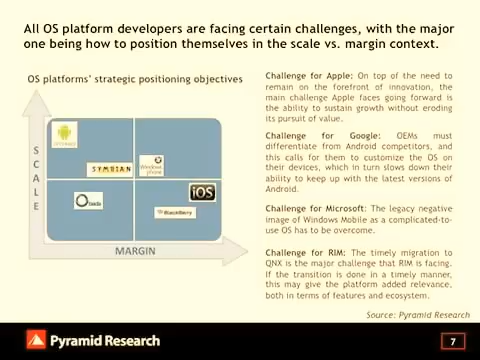 All OS platform developers are facing certain challenges, with the major
one being how to position themselves in the scale vs. margin context.
OS platforms' strategic positioning objectives
SCALE
SYMBIAN
Windows
phone
bada
iOS
BlackBerry
MARGIN
Challenge for Apple: On top of the need to
remain on the forefront of innovation, the
main challenge Apple faces going forward is
the ability to sustain growth without eroding
its pursuit of value.
Challenge for Google: OEMs must
differentiate from Android competitors, and
this calls for them to customize the OS on
their devices, which in turn slows down their
ability to keep up with the latest versions of
Android.
Challenge for Microsoft: The legacy negative
image of Windows Mobile as a complicated-to-
use OS has to be overcome.
Challenge for RIM: The timely migration to
QNX is the major challenge that RIM is facing.
If the transition is done in a timely manner,
this may give the platform added relevance,
both in terms of features and ecosystem.
Source: Pyramid Research
Pyramid Research
7